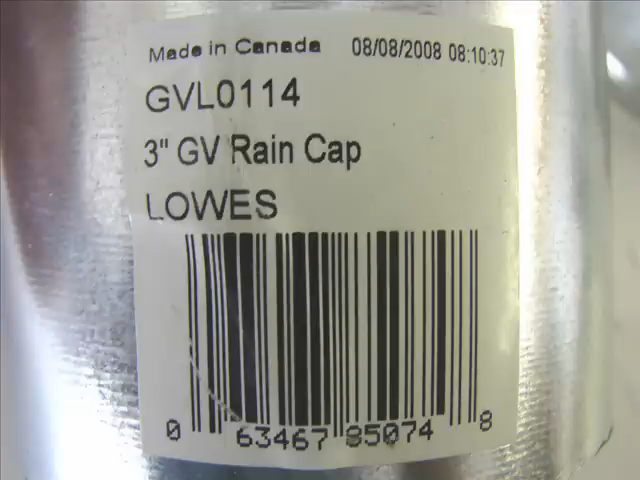 Made in Canada 08/08/2008 08:10:37
GVL0114
3" GV Rain Cap
LOWES
0 63467 85074 8